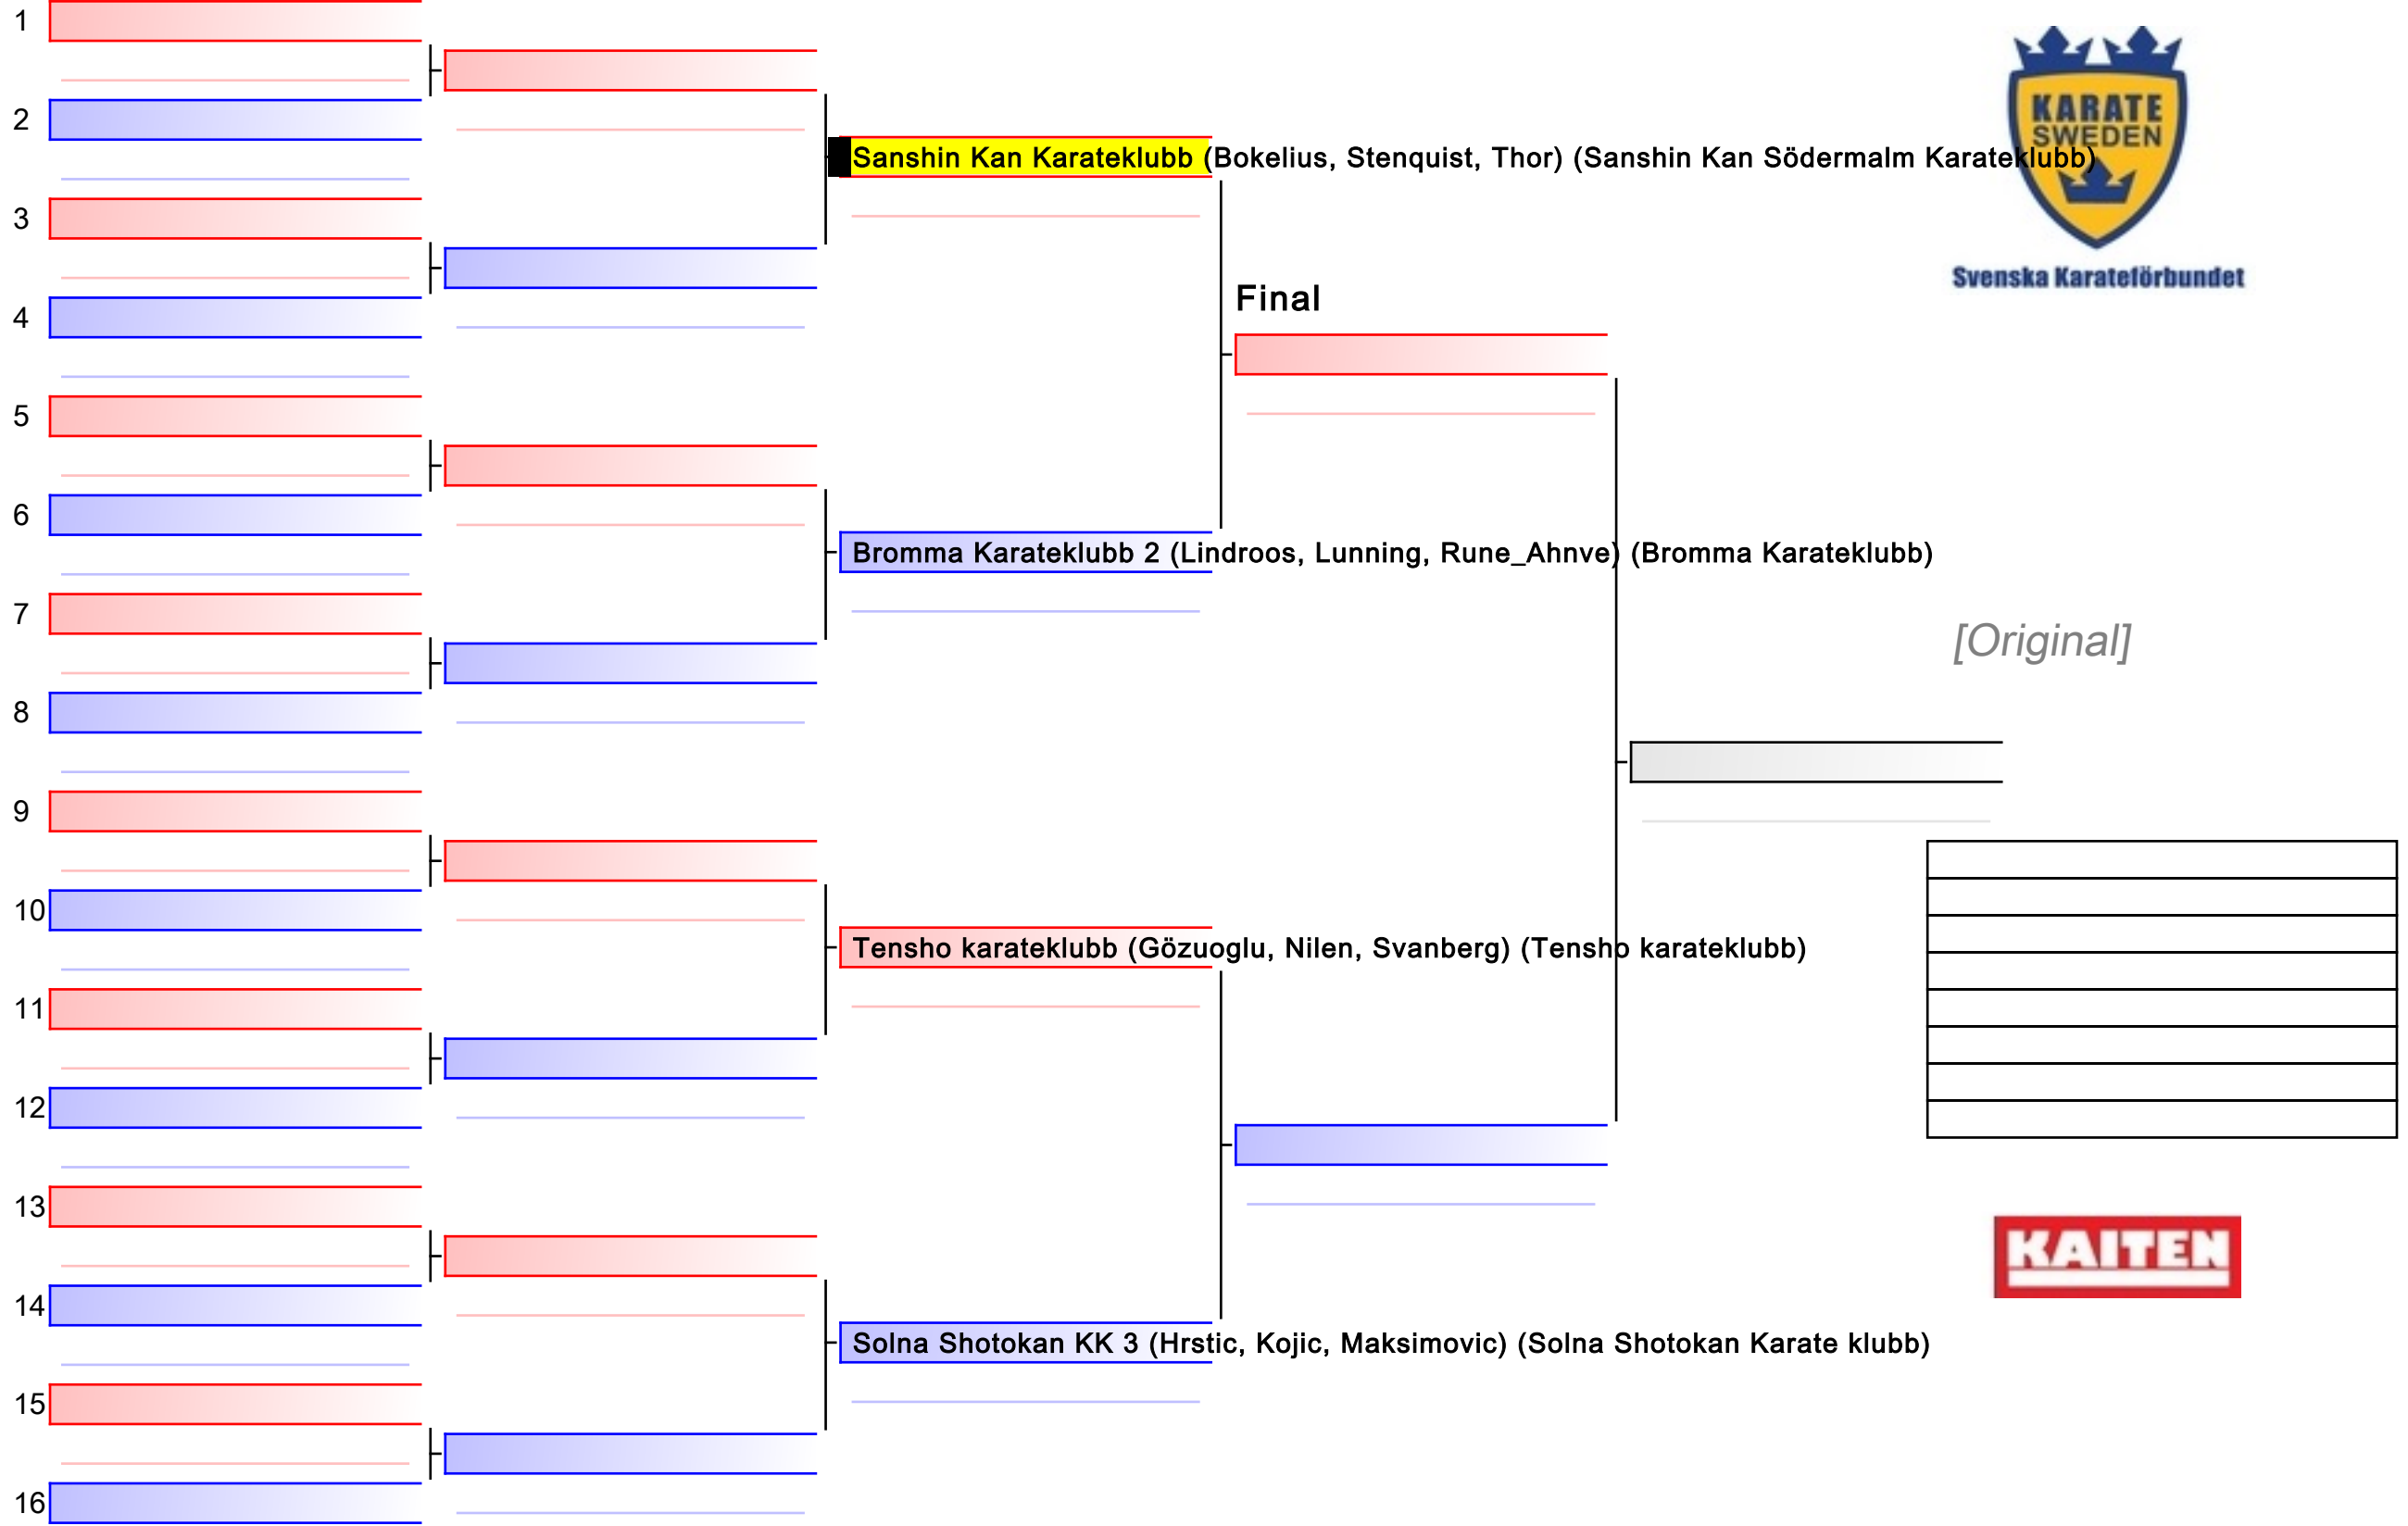 1
2
KARATE
SWEDEN
Sanshin Kan Karateklubb (Bokelius, Stenquist, Thor) (Sanshin Kan Södermalm Karateklubb)
3
Svenska Karateförbundet
Final
4
5
6
Bromma Karateklubb 2 (Lindroos, Lunning, Rune_Ahnve) (Bromma Karateklubb)
7
[Original]
8
9
10
Tensho karateklubb (Gözuoglu, Nilen, Svanberg) (Tensho karateklubb)
11
12
13
KAITEN
14
Solna Shotokan KK 3 (Hrstic, Kojic, Maksimovic) (Solna Shotokan Karate klubb)
15
16